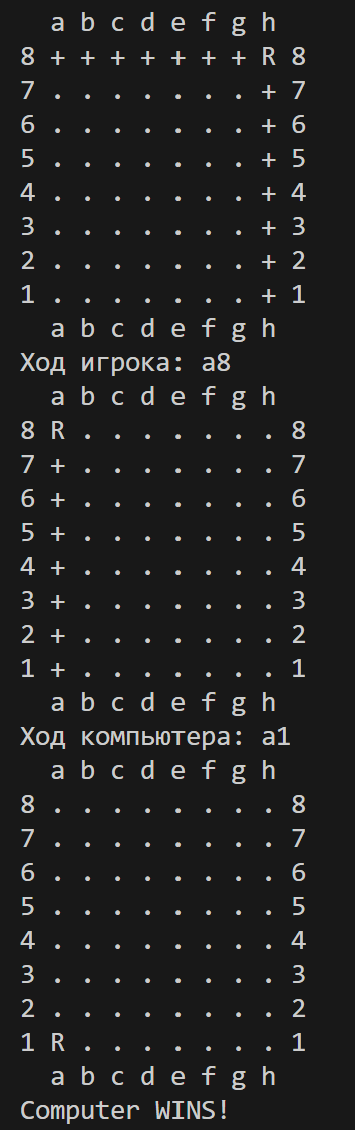 a b c d e f g h
8 + + + + + + + R 8
7 . . . . . . . + 7
6 . . . . . . . + 6
5 . . . . . . . + 5
4 . . . . . . . + 4
3 . . . . . . . + 3
2 . . . . . . . + 2
1 . . . . . . . + 1
  a b c d e f g h
Ход игрока: a8
  a b c d e f g h
8 R . . . . . . . 8
7 + . . . . . . . 7
6 + . . . . . . . 6
5 + . . . . . . . 5
4 + . . . . . . . 4
3 + . . . . . . . 3
2 + . . . . . . . 2
1 + . . . . . . . 1
  a b c d e f g h
Ход компьютера: a1
  a b c d e f g h
8 . . . . . . . . 8
7 . . . . . . . . 7
6 . . . . . . . . 6
5 . . . . . . . . 5
4 . . . . . . . . 4
3 . . . . . . . . 3
2 . . . . . . . . 2
1 R . . . . . . . 1
  a b c d e f g h
Computer WINS!